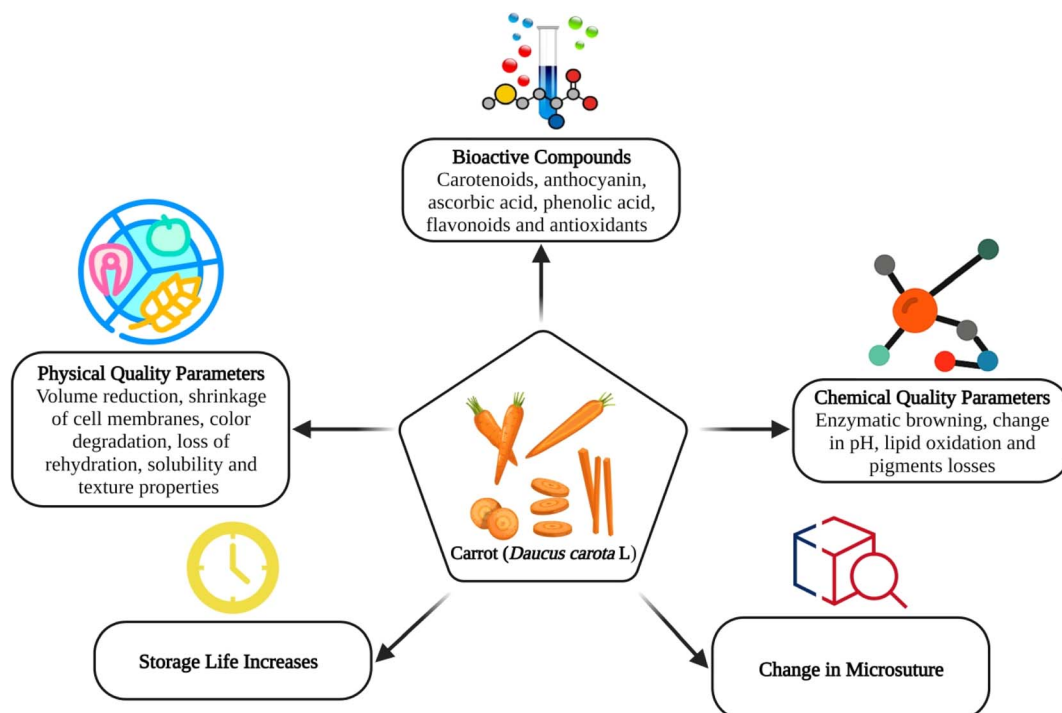 Bioactive Compounds
Carotenoids, anthocyanin,
ascorbic acid, phenolic acid,
flavonoids and antioxidants
Physical Quality Parameters
Volume reduction, shrinkage
of cell membranes, color
degradation, loss of
rehydration, solubility and
texture properties
Chemical Quality Parameters
Enzymatic browning, change
in pH, lipid oxidation and
pigments losses
Carrot (Daucus carota L)
Storage Life Increases
Change in Microsuture